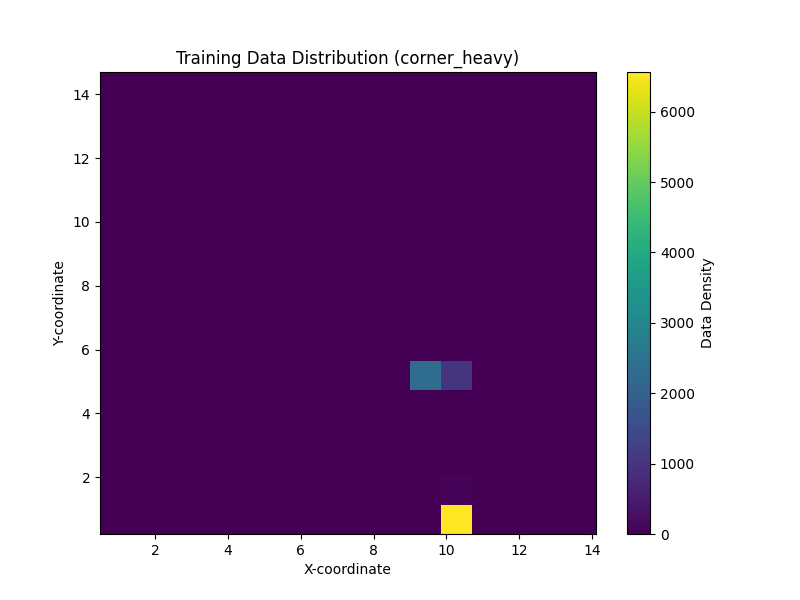 Training Data Distribution (corner_heavy)
14
12
10
8
6
4
2
Y-coordinate
2 4 6 8 10 12 14
X-coordinate
6000
5000
4000
3000
2000
1000
0
Data Density